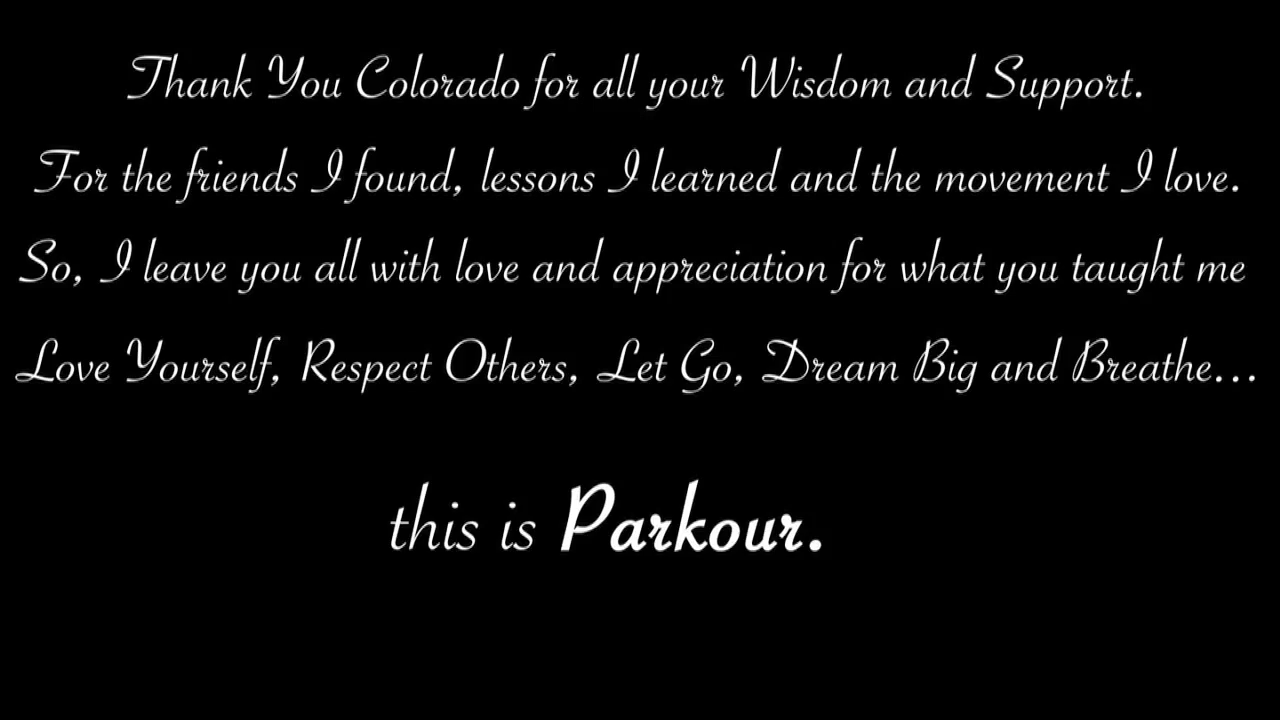 Thank You Colorado for all your Wisdom and Support.
For the friends I found, lessons I learned and the movement I love.
So, I leave you all with love and appreciation for what you taught me
Love Yourself, Respect Others, Let Go, Dream Big and Breathe...
this is Parkour.